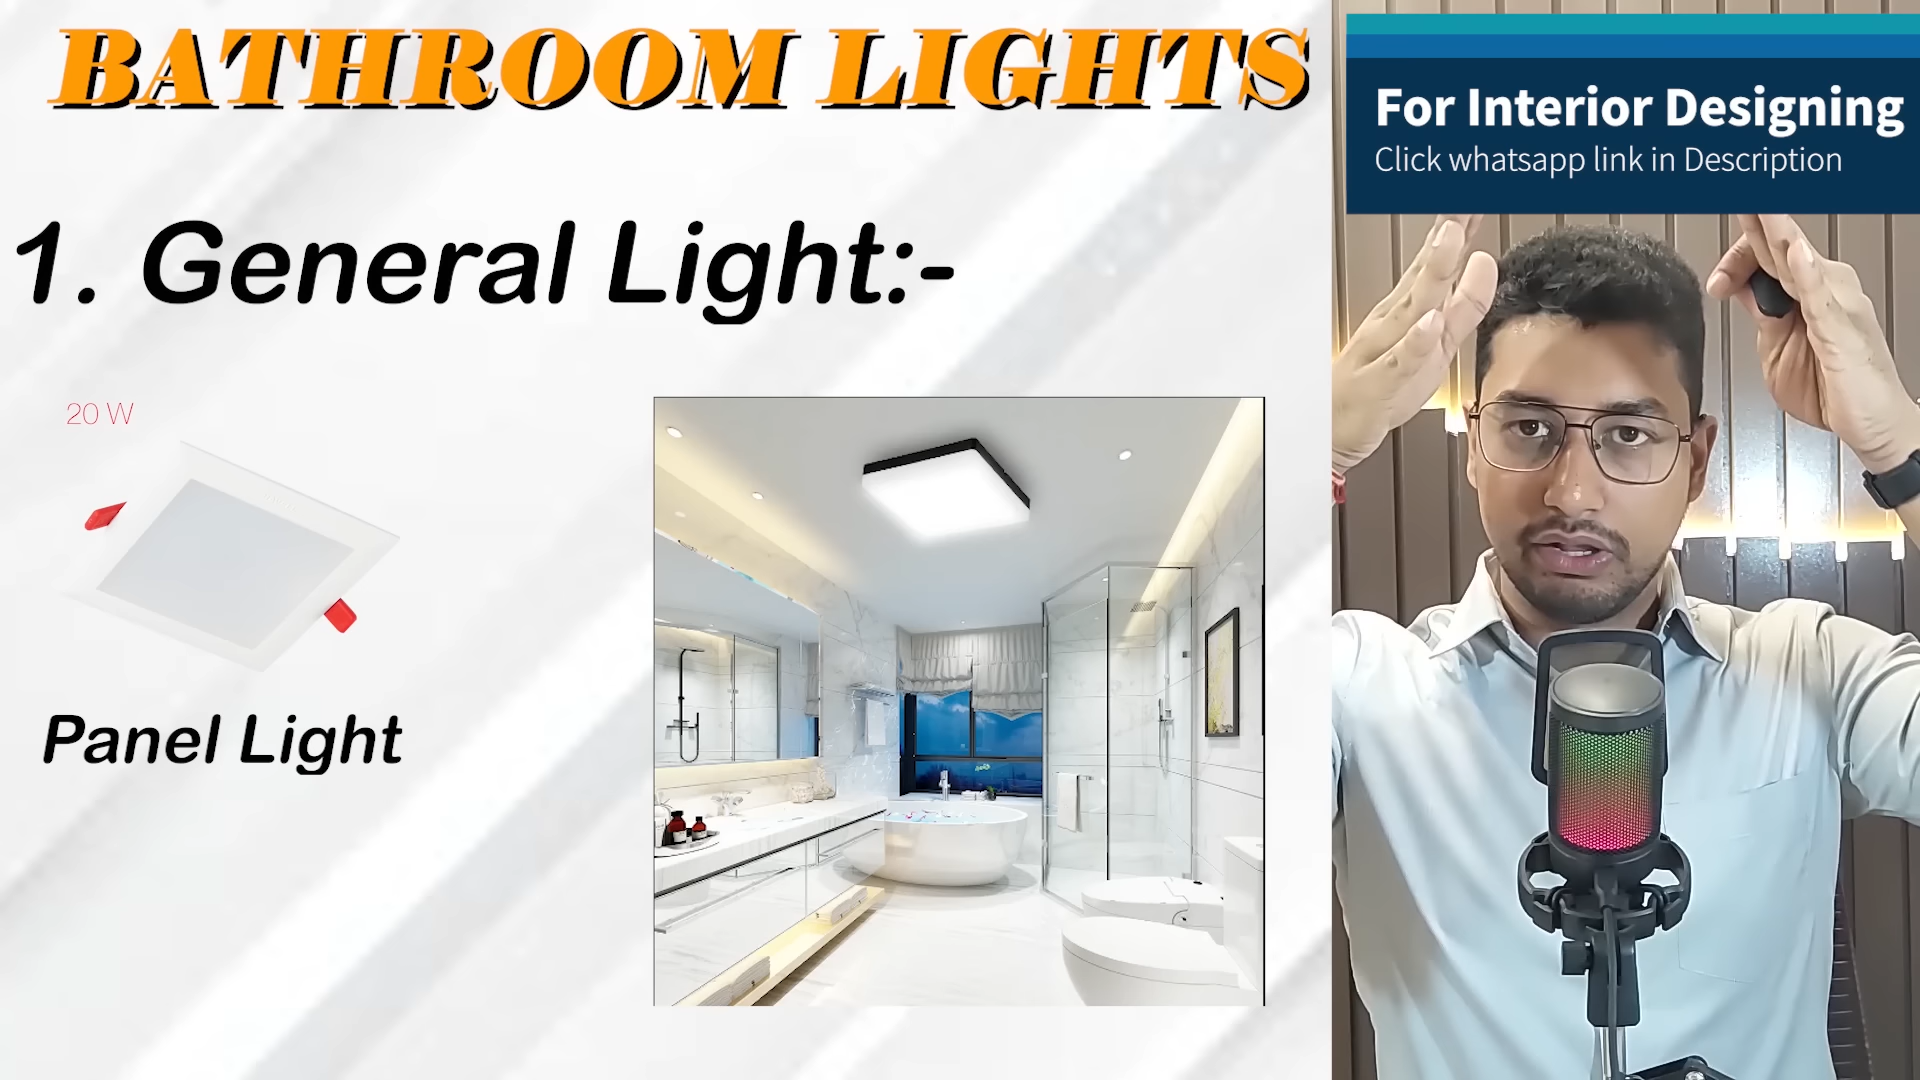 BATHROOM LIGHTS
For Interior Designing
Click whatsapp link in Description
1. General Light:-
20 W
Panel Light